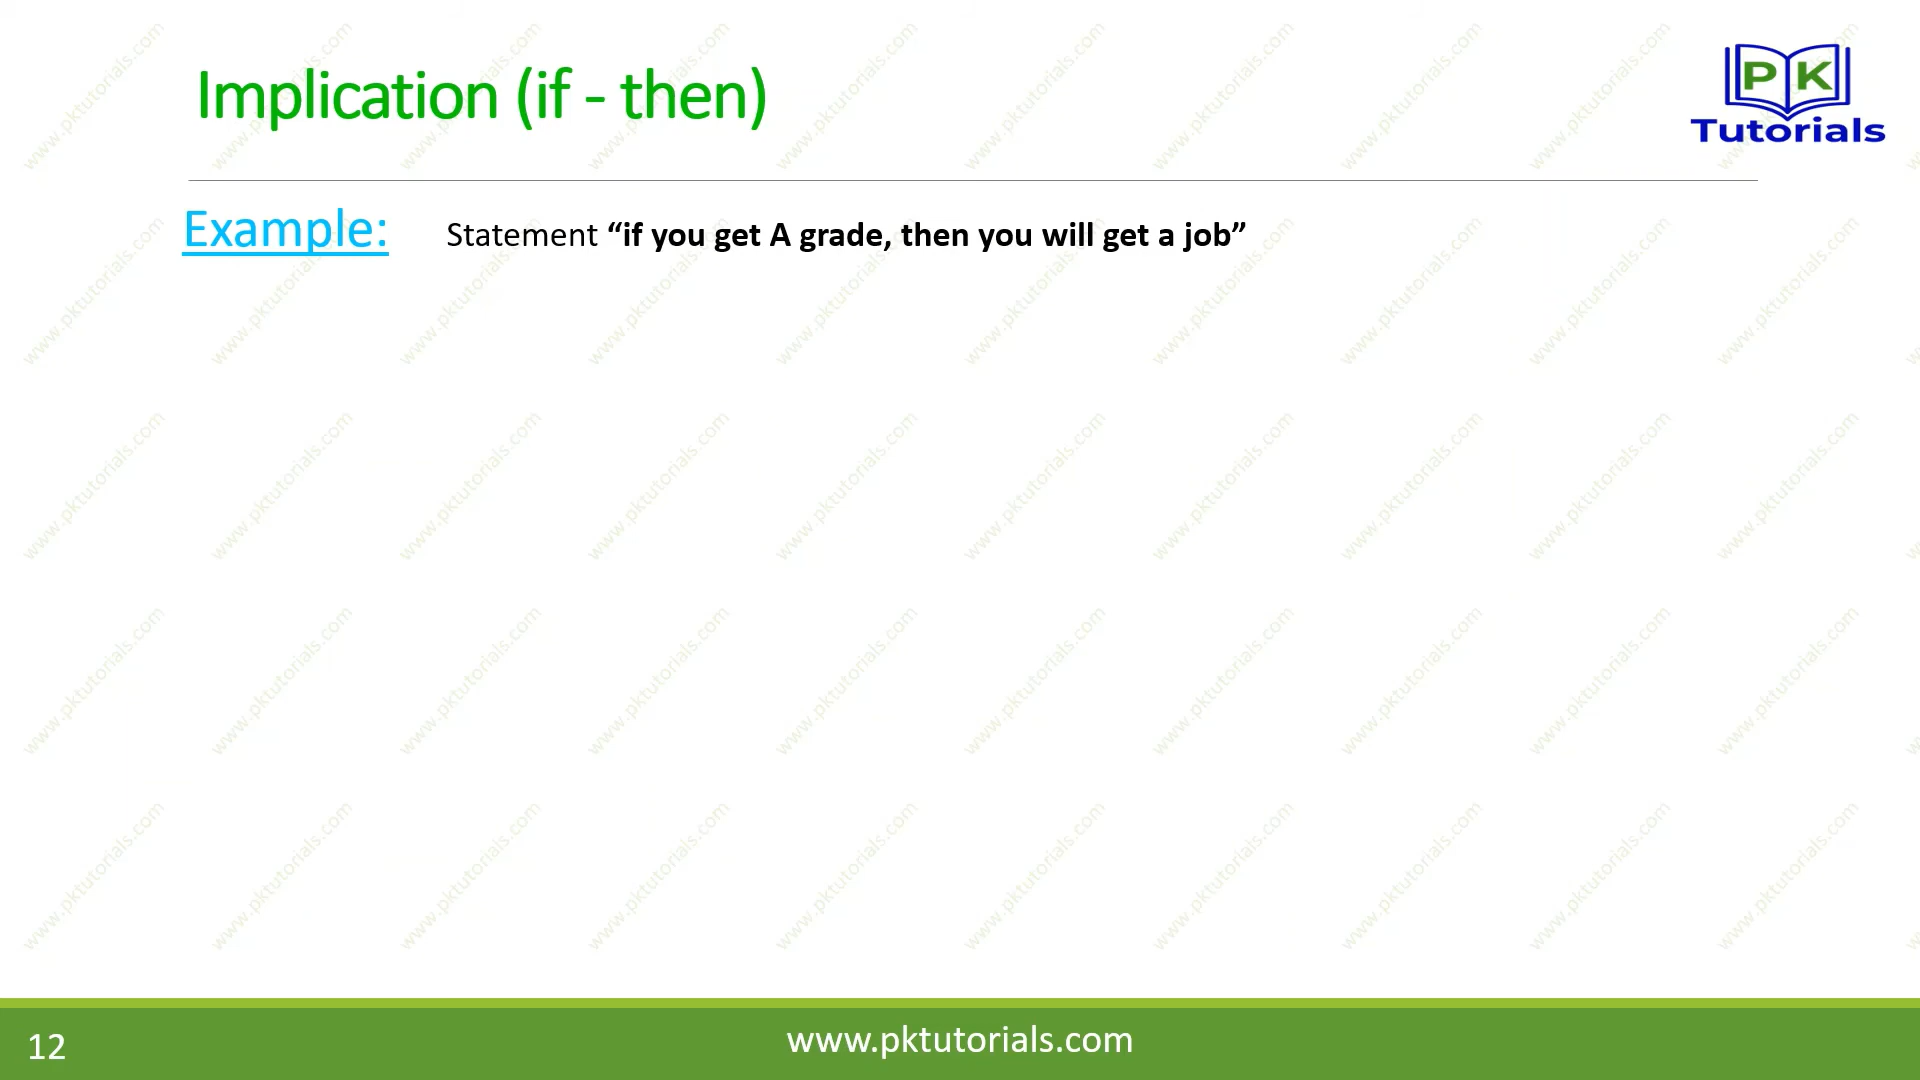 Implication (if - then)
P K
Tutorials
Example: Statement “if you get A grade, then you will get a job”
12
www.pktutorials.com